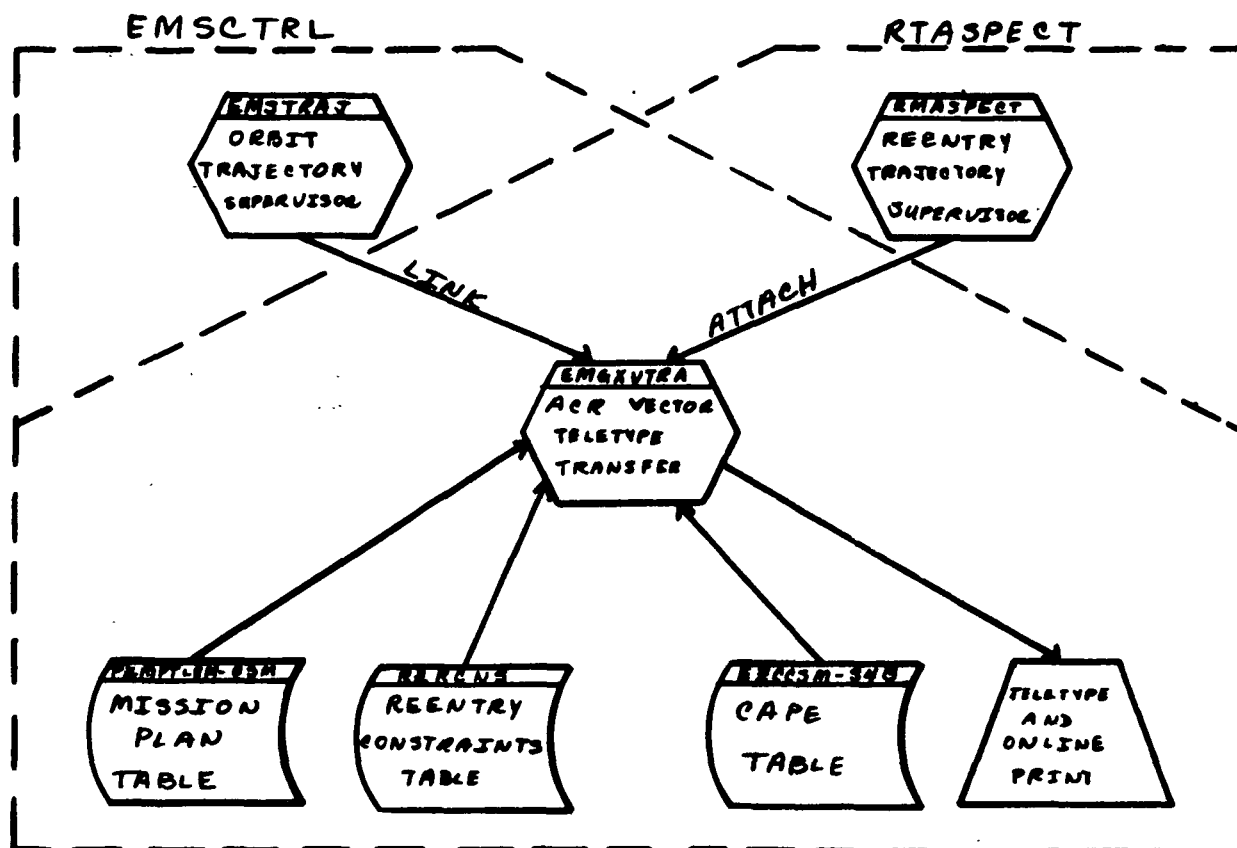 EMSCTRL
RTASPECT
EMSTRAJ
ORBIT
TRAJECTORY
SUPERVISOR
RMASPECT
REENTRY
TRAJECTORY
SUPERVISOR
LINK
ATTACH
EMGXVTRA
ACR VECTOR
TELETYPE
TRANSFER
MISSION
PLAN
TABLE
RZRCNS
REENTRY
CONSTRAINTS
TABLE
CAPE
TABLE
TELETYPE
AND
ONLINE
PRINT